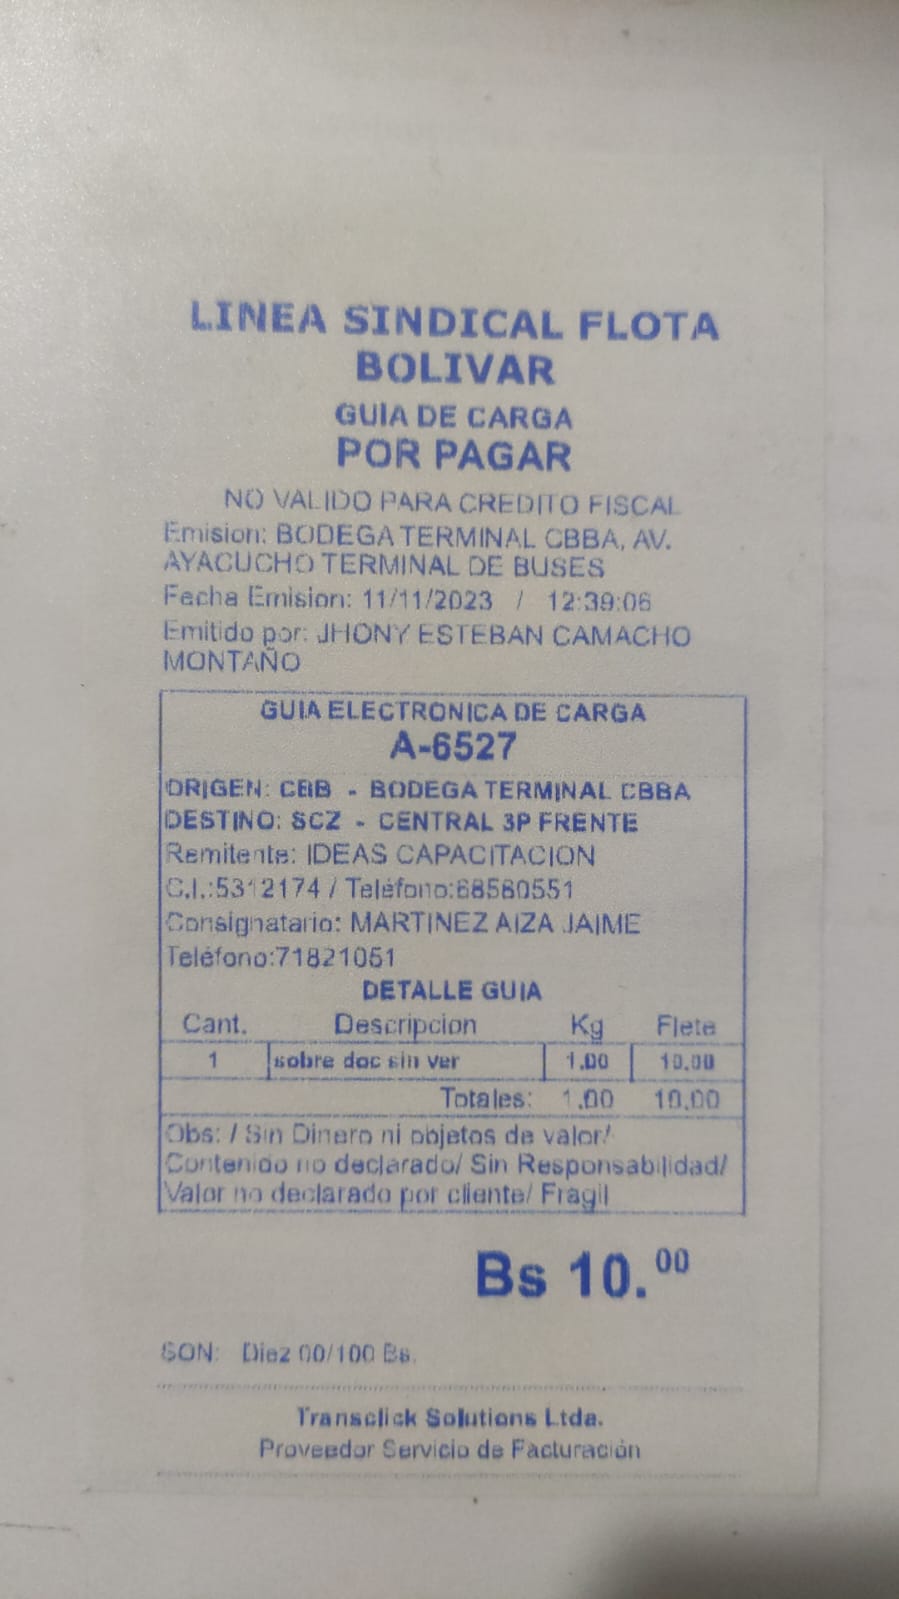 LINEA SINDICAL FLOTA
BOLIVAR
GUIA DE CARGA
POR PAGAR
NO VALIDO PARA CREDITO FISCAL
Emision: BODEGA TERMINAL CBBA, AV.
AYACUCHO TERMINAL DE BUSES
Fecha Emision: 11/11/2023 / 12:39:06
Emitido por: JHONY ESTEBAN CAMACHO
MONTAÑO
GUIA ELECTRONICA DE CARGA
A-6527
ORIGEN: CBB - BODEGA TERMINAL CBBA
DESTINO: SCZ - CENTRAL 3P FRENTE
Remitente: IDEAS CAPACITACION
C.I.:5312174 / Teléfono:68580551
Consignatario: MARTINEZ AIZA JAIME
Teléfono:71821051
DETALLE GUIA
Cant. Descripcion Kg Flete
1 sobre doc sin ver 1.00 10.00
Totales: 1.00 10.00
Obs: / Sin Dinero ni objetos de valor/
Contenido no declarado/ Sin Responsabilidad/
Valor no declarado por cliente/ Fragil
Bs 10.00
SON: Diez 00/100 Bs.
Transclick Solutions Ltda.
Proveedor Servicio de Facturación